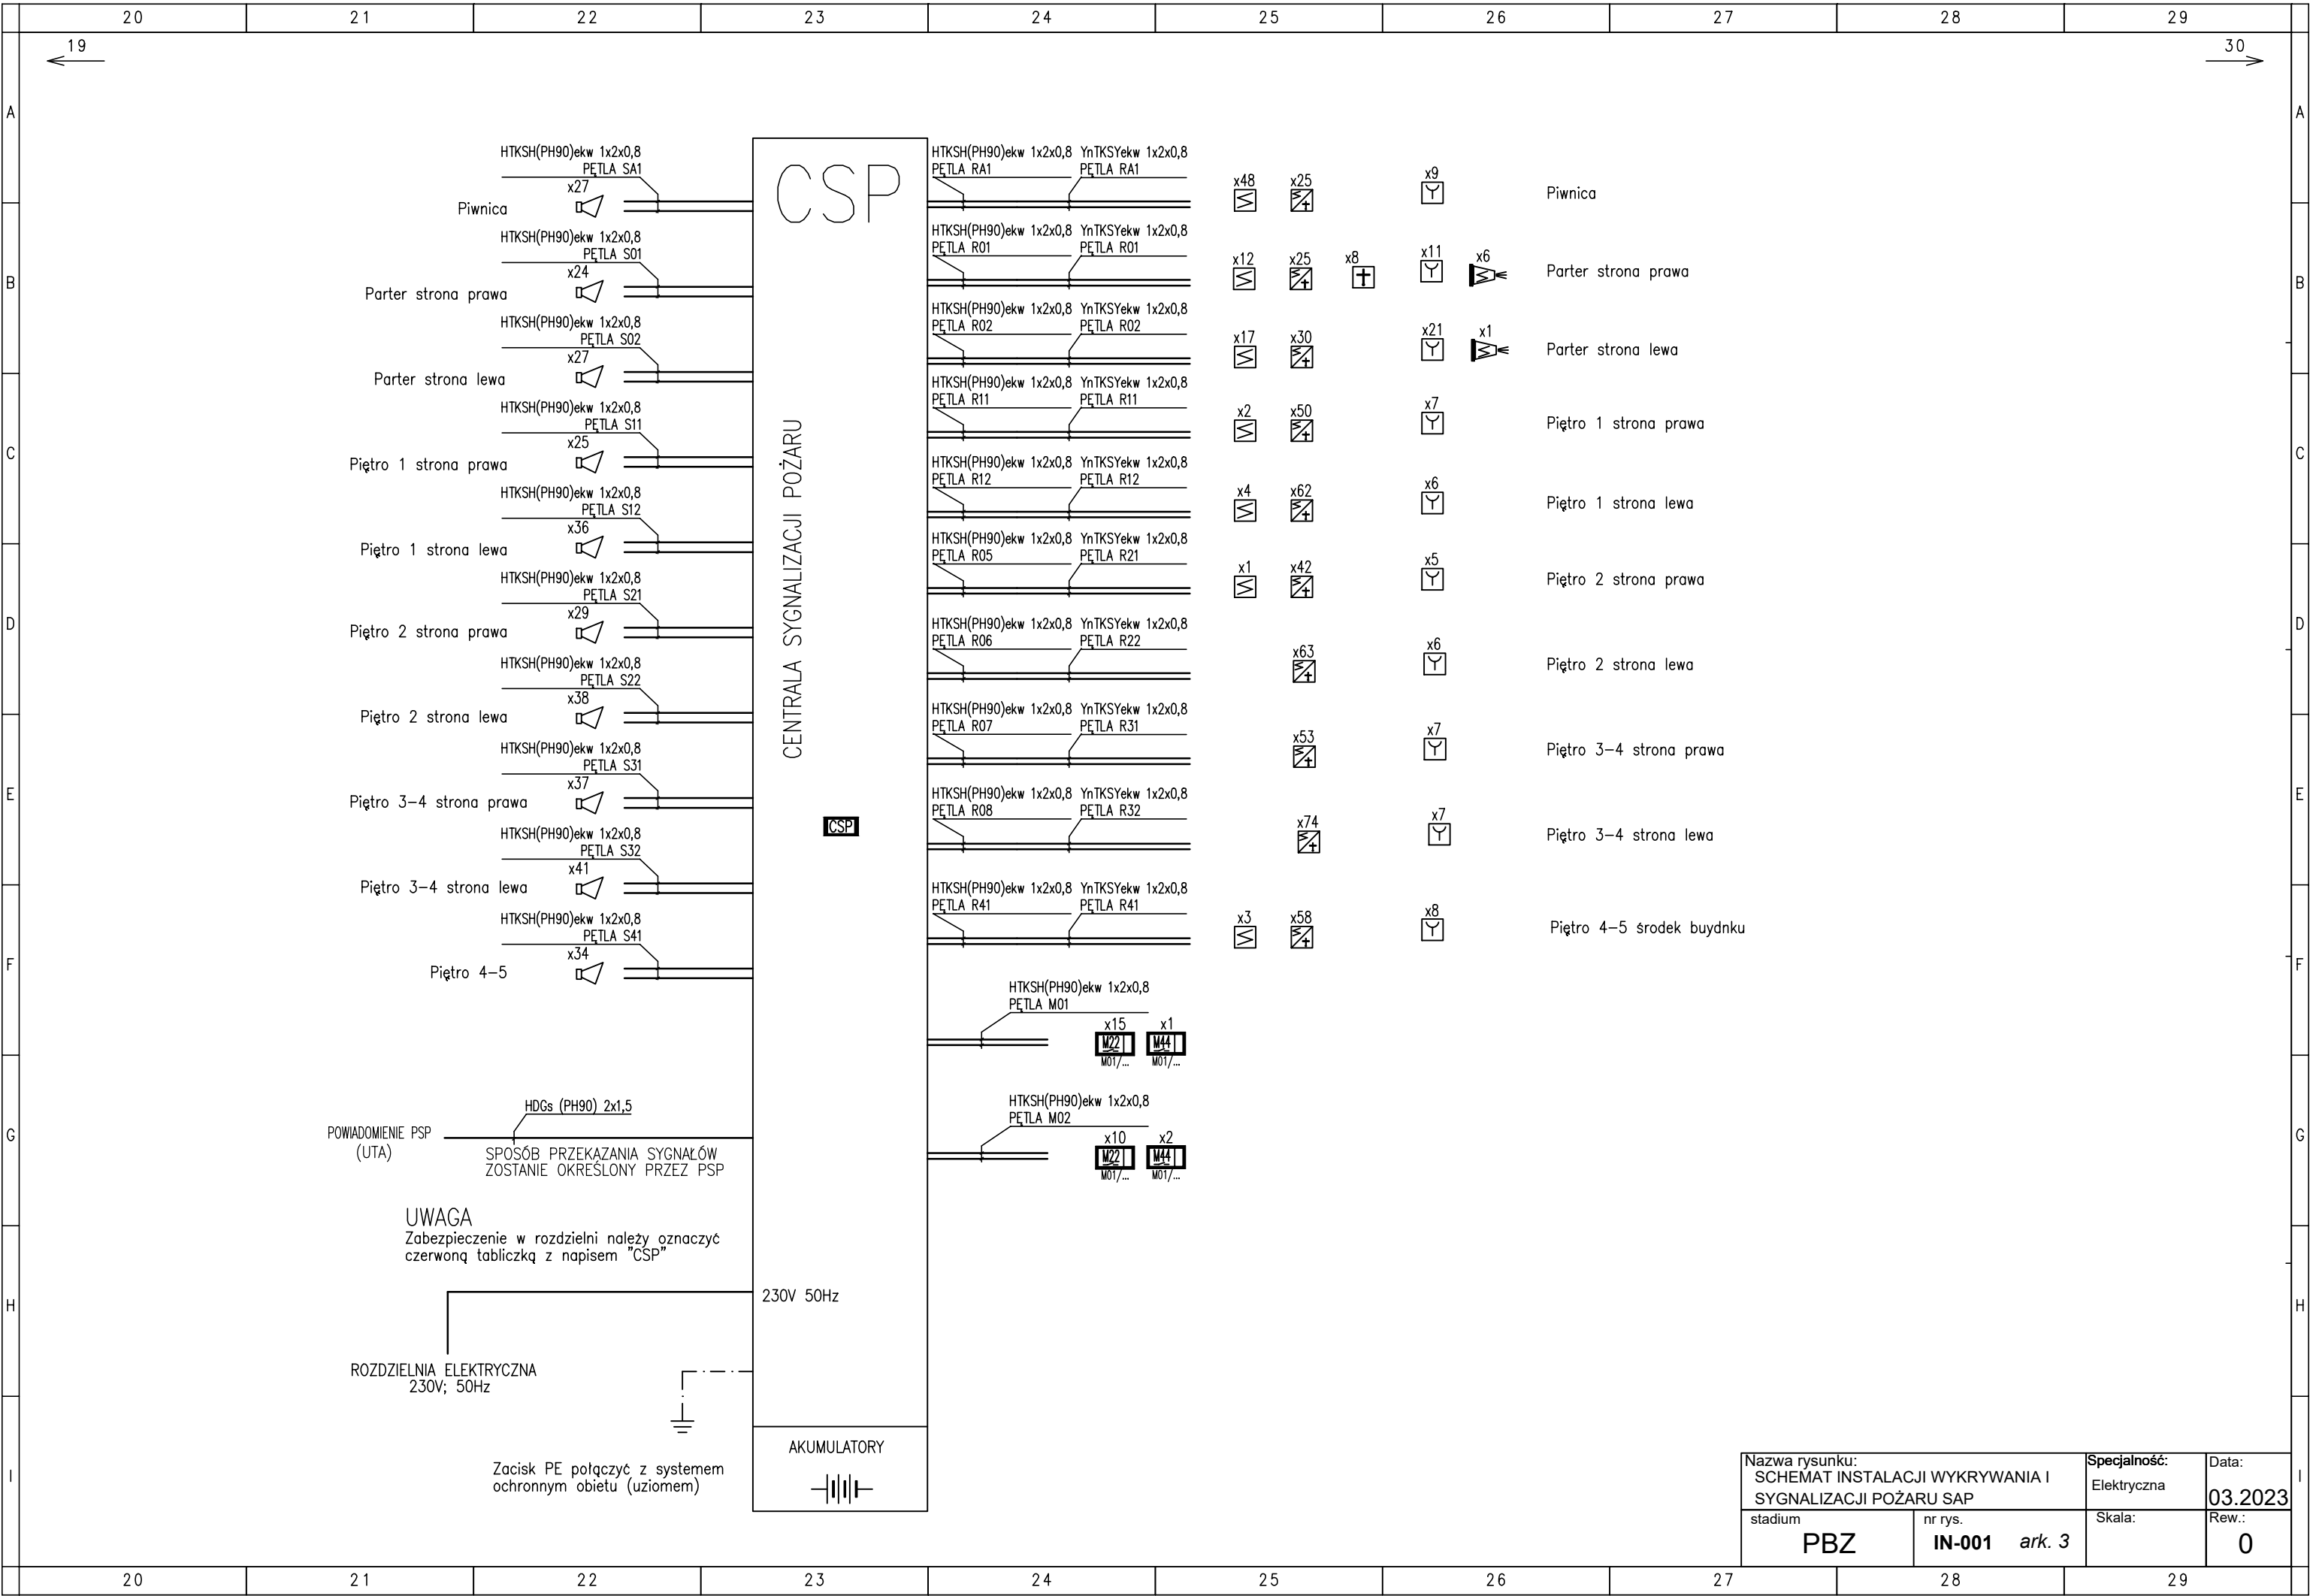 20 21 22 23 24 25 26 27 28 29
19
30
A
A
B
B
C
C
D
D
E
E
F
F
G
G
H
H
I
I
HTKSH(PH90)ekw 1x2x0,8
PĘTLA SA1
x27
Piwnica
HTKSH(PH90)ekw 1x2x0,8
PĘTLA S01
x24
Parter strona prawa
HTKSH(PH90)ekw 1x2x0,8
PĘTLA S02
x27
Parter strona lewa
HTKSH(PH90)ekw 1x2x0,8
PĘTLA S11
x25
Piętro 1 strona prawa
HTKSH(PH90)ekw 1x2x0,8
PĘTLA S12
x36
Piętro 1 strona lewa
HTKSH(PH90)ekw 1x2x0,8
PĘTLA S21
x29
Piętro 2 strona prawa
HTKSH(PH90)ekw 1x2x0,8
PĘTLA S22
x38
Piętro 2 strona lewa
HTKSH(PH90)ekw 1x2x0,8
PĘTLA S31
x37
Piętro 3-4 strona prawa
HTKSH(PH90)ekw 1x2x0,8
PĘTLA S32
x41
Piętro 3-4 strona lewa
HTKSH(PH90)ekw 1x2x0,8
PĘTLA S41
x34
Piętro 4-5
HDGs (PH90) 2x1,5
POWIADOMIENIE PSP
(UTA)
SPOSÓB PRZEKAZANIA SYGNAŁÓW
ZOSTANIE OKREŚLONY PRZEZ PSP
UWAGA
Zabezpieczenie w rozdzielni należy oznaczyć
czerwoną tabliczką z napisem "CSP"
ROZDZIELNIA ELEKTRYCZNA
230V; 50Hz
Zacisk PE połączyć z systemem
ochronnym obietu (uziomem)
CSP
CENTRALA SYGNALIZACJI POŻARU
CSP
230V 50Hz
AKUMULATORY
HTKSH(PH90)ekw 1x2x0,8 YnTKSYekw 1x2x0,8
PĘTLA RA1 PĘTLA RA1
x48 x25 x9
Piwnica
HTKSH(PH90)ekw 1x2x0,8 YnTKSYekw 1x2x0,8
PĘTLA R01 PĘTLA R01
x12 x25 x8 x11 x6
Parter strona prawa
HTKSH(PH90)ekw 1x2x0,8 YnTKSYekw 1x2x0,8
PĘTLA R02 PĘTLA R02
x17 x30 x21 x1
Parter strona lewa
HTKSH(PH90)ekw 1x2x0,8 YnTKSYekw 1x2x0,8
PĘTLA R11 PĘTLA R11
x2 x50 x7
Piętro 1 strona prawa
HTKSH(PH90)ekw 1x2x0,8 YnTKSYekw 1x2x0,8
PĘTLA R12 PĘTLA R12
x4 x62 x6
Piętro 1 strona lewa
HTKSH(PH90)ekw 1x2x0,8 YnTKSYekw 1x2x0,8
PĘTLA R05 PĘTLA R21
x1 x42 x5
Piętro 2 strona prawa
HTKSH(PH90)ekw 1x2x0,8 YnTKSYekw 1x2x0,8
PĘTLA R06 PĘTLA R22
x63 x6
Piętro 2 strona lewa
HTKSH(PH90)ekw 1x2x0,8 YnTKSYekw 1x2x0,8
PĘTLA R07 PĘTLA R31
x53 x7
Piętro 3-4 strona prawa
HTKSH(PH90)ekw 1x2x0,8 YnTKSYekw 1x2x0,8
PĘTLA R08 PĘTLA R32
x74 x7
Piętro 3-4 strona lewa
HTKSH(PH90)ekw 1x2x0,8 YnTKSYekw 1x2x0,8
PĘTLA R41 PĘTLA R41
x3 x58 x8
Piętro 4-5 środek buydnku
HTKSH(PH90)ekw 1x2x0,8
PĘTLA M01
x15 x1
M22 M44
M01/... M01/...
HTKSH(PH90)ekw 1x2x0,8
PĘTLA M02
x10 x2
M22 M44
M01/... M01/...
Nazwa rysunku:
SCHEMAT INSTALACJI WYKRYWANIA I
SYGNALIZACJI POŻARU SAP
Specjalność:
Elektryczna
Data:
03.2023
stadium
PBZ
nr rys.
IN-001 ark. 3
Skala:
Rew.:
0
20 21 22 23 24 25 26 27 28 29